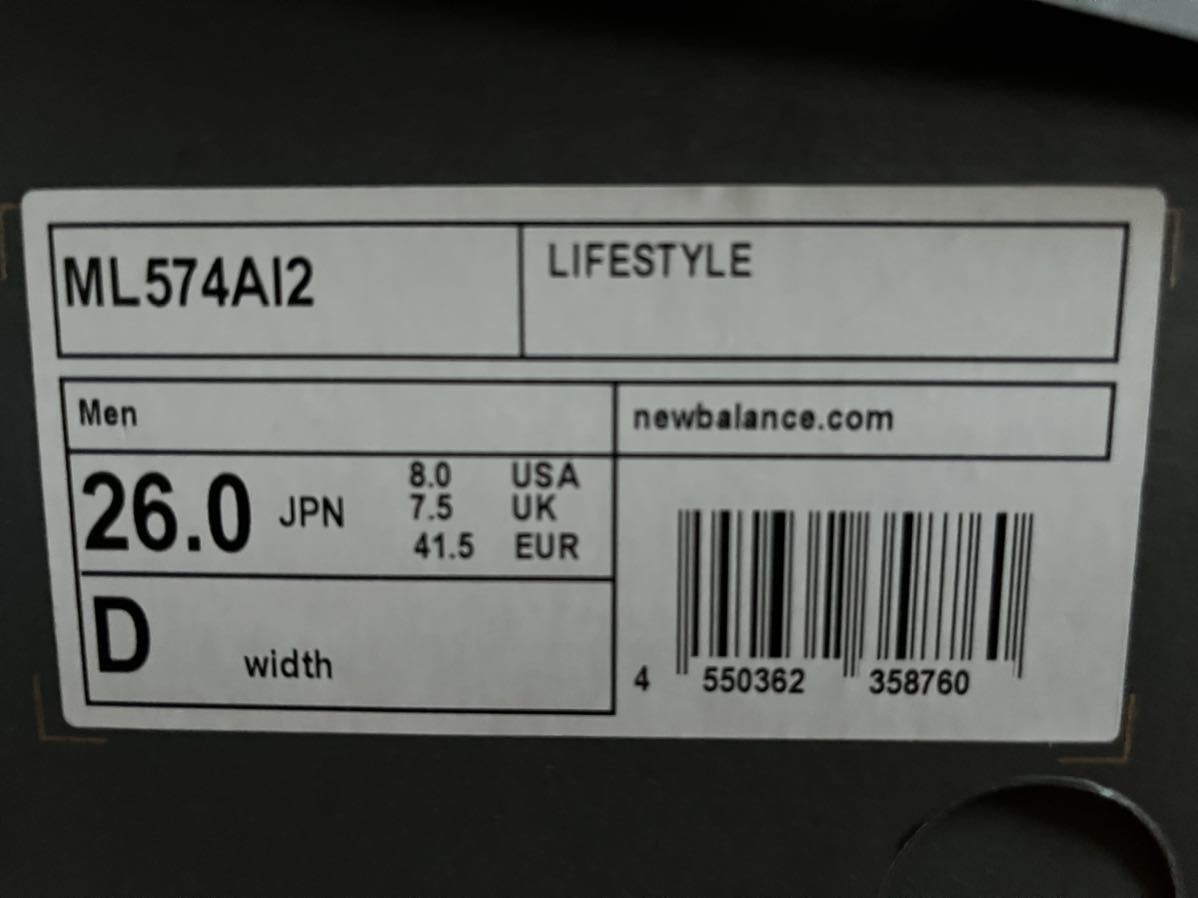 ML574AI2
LIFESTYLE
Men
newbalance.com
26.0 JPN
8.0 USA
7.5 UK
41.5 EUR
D width
4 550362 358760